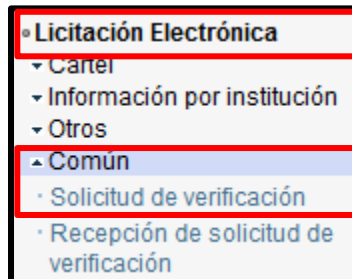 Licitación Electrónica
Cartel
Información por institución
Otros
Común
Solicitud de verificación
Recepción de solicitud de
verificación